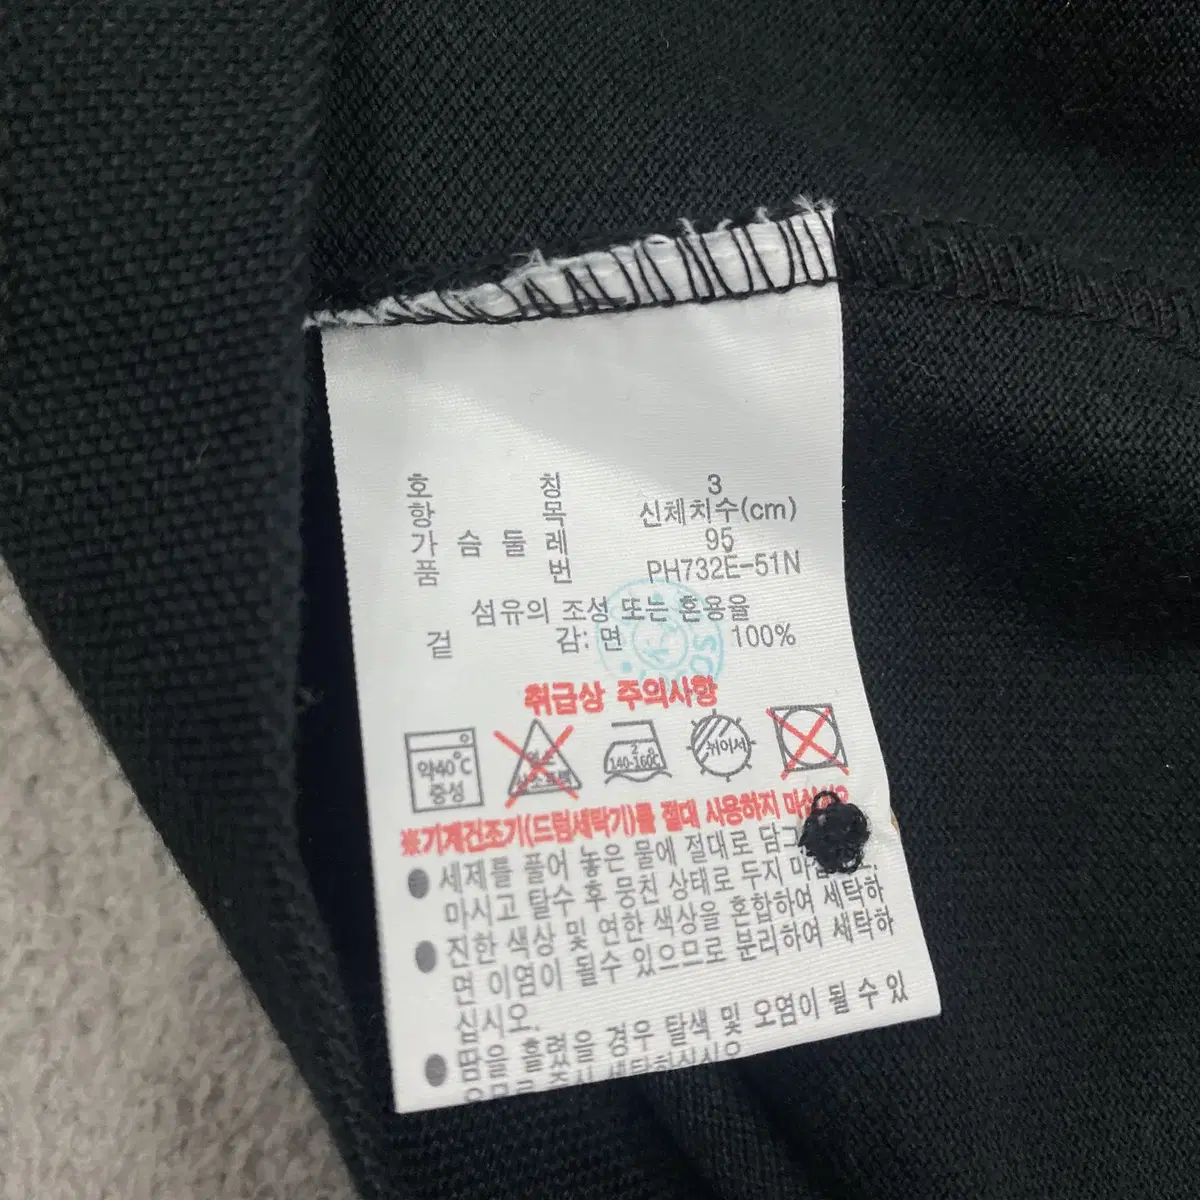 호 칭 3
항 목 신체치수(cm)
가 슴 둘 레 95
품 번 PH732E-51N
섬유의 조성 또는 혼용율
겉 감: 면 100%
취급상 주의사항
약40℃
중성
2
140-160℃
뉘어서
※기계건조기(드럼세탁기)를 절대 사용하지
세제를 풀어 놓은 물에 절대로
마시고 탈수 후 뭉친 상태로 두지
진한 색상 및 연한 색상을 혼합하여 세탁하
면 이염이 될수 있으므로 분리하여 세탁하
십시오.
땀을 흘렸을 경우 탈색 및 오염이 될 수 있